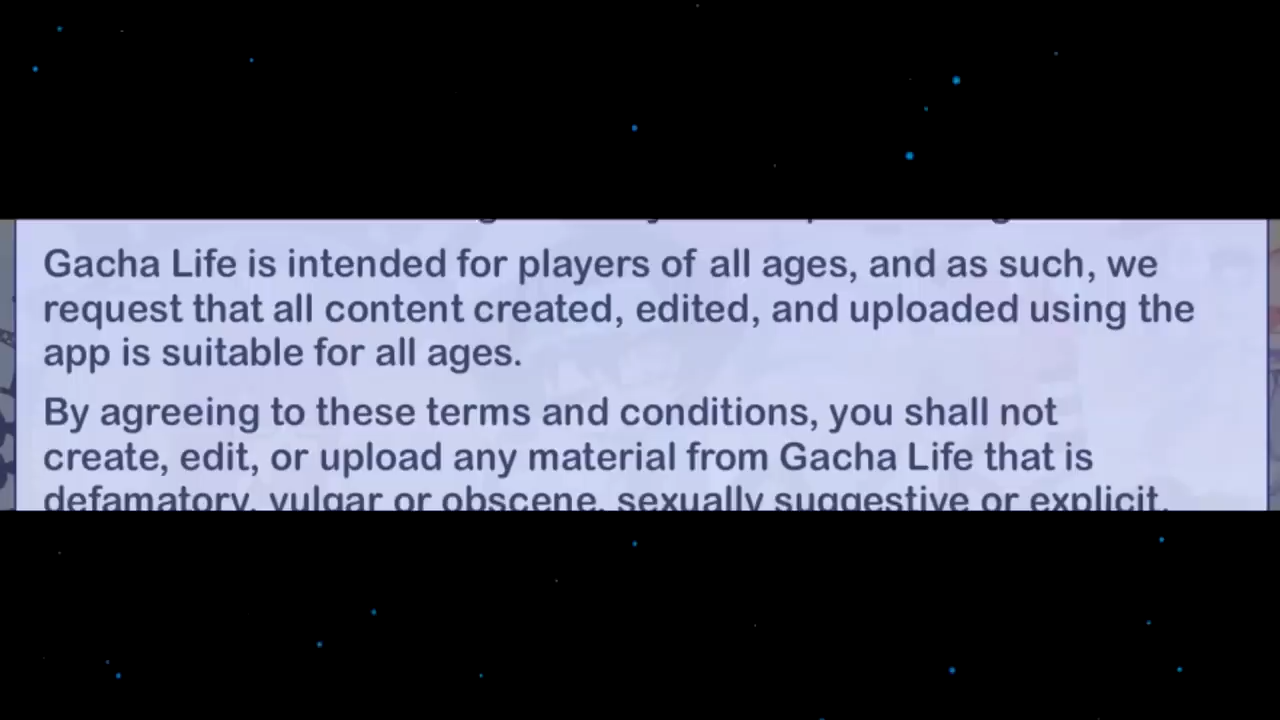 Gacha Life is intended for players of all ages, and as such, we
request that all content created, edited, and uploaded using the
app is suitable for all ages.
By agreeing to these terms and conditions, you shall not
create, edit, or upload any material from Gacha Life that is
defamatory, vulgar or obscene, sexually suggestive or explicit,